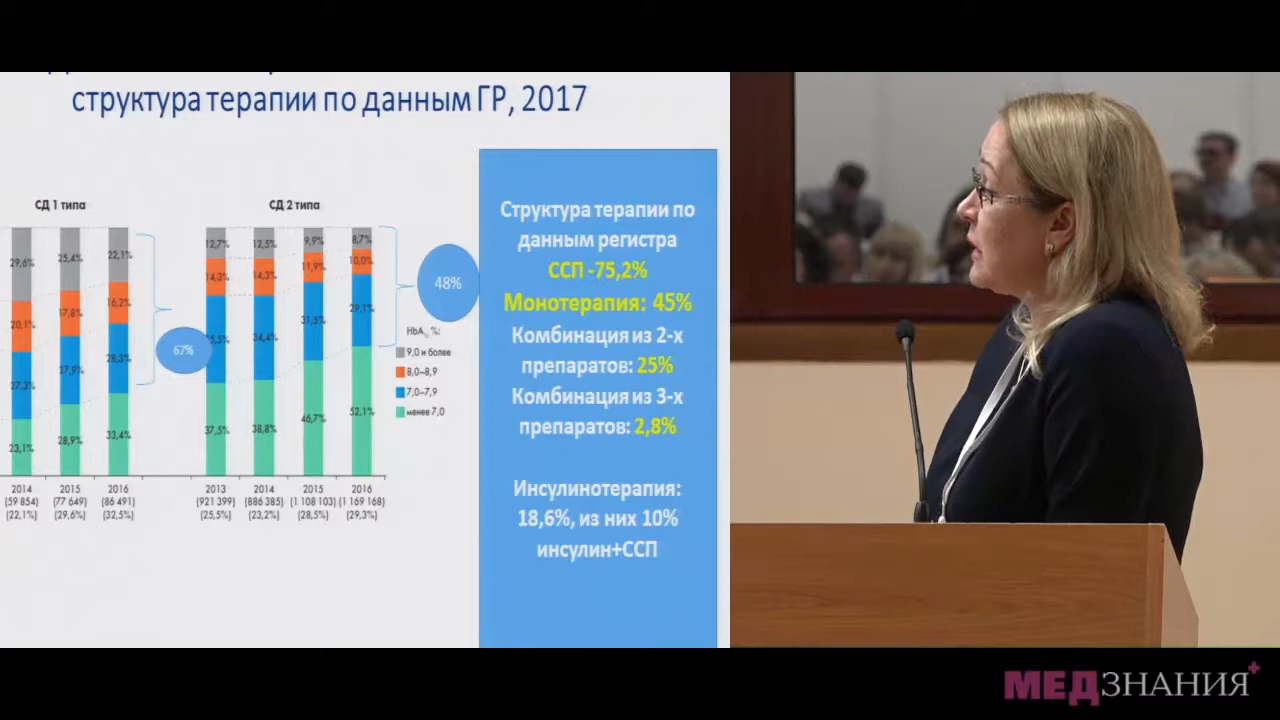 структура терапии по данным ГР, 2017
СД 1 типа
29,6%
25,4%
22,1%
20,1%
17,8%
16,2%
27,3%
27,9%
28,3%
23,1%
28,9%
33,4%
2014
2015
2016
(59 854)
(77 649)
(86 491)
(22,1%)
(29,6%)
(32,5%)
67%
СД 2 типа
12,7%
12,5%
9,9%
8,7%
14,3%
14,3%
11,9%
10,0%
34,4%
31,5%
29,1%
37,5%
38,8%
46,7%
52,1%
2013
2014
2015
2016
(921 399)
(886 385)
(1 108 103)
(1 169 168)
(25,5%)
(23,2%)
(28,5%)
(29,3%)
48%
9,0 и более
8,0–8,9
7,0–7,9
менее 7,0
Структура терапии по
данным регистра
ССП -75,2%
Монотерапия: 45%
Комбинация из 2-х
препаратов: 25%
Комбинация из 3-х
препаратов: 2,8%
Инсулинотерапия:
18,6%, из них 10%
инсулин+ССП
МЕДЗНАНИЯ+